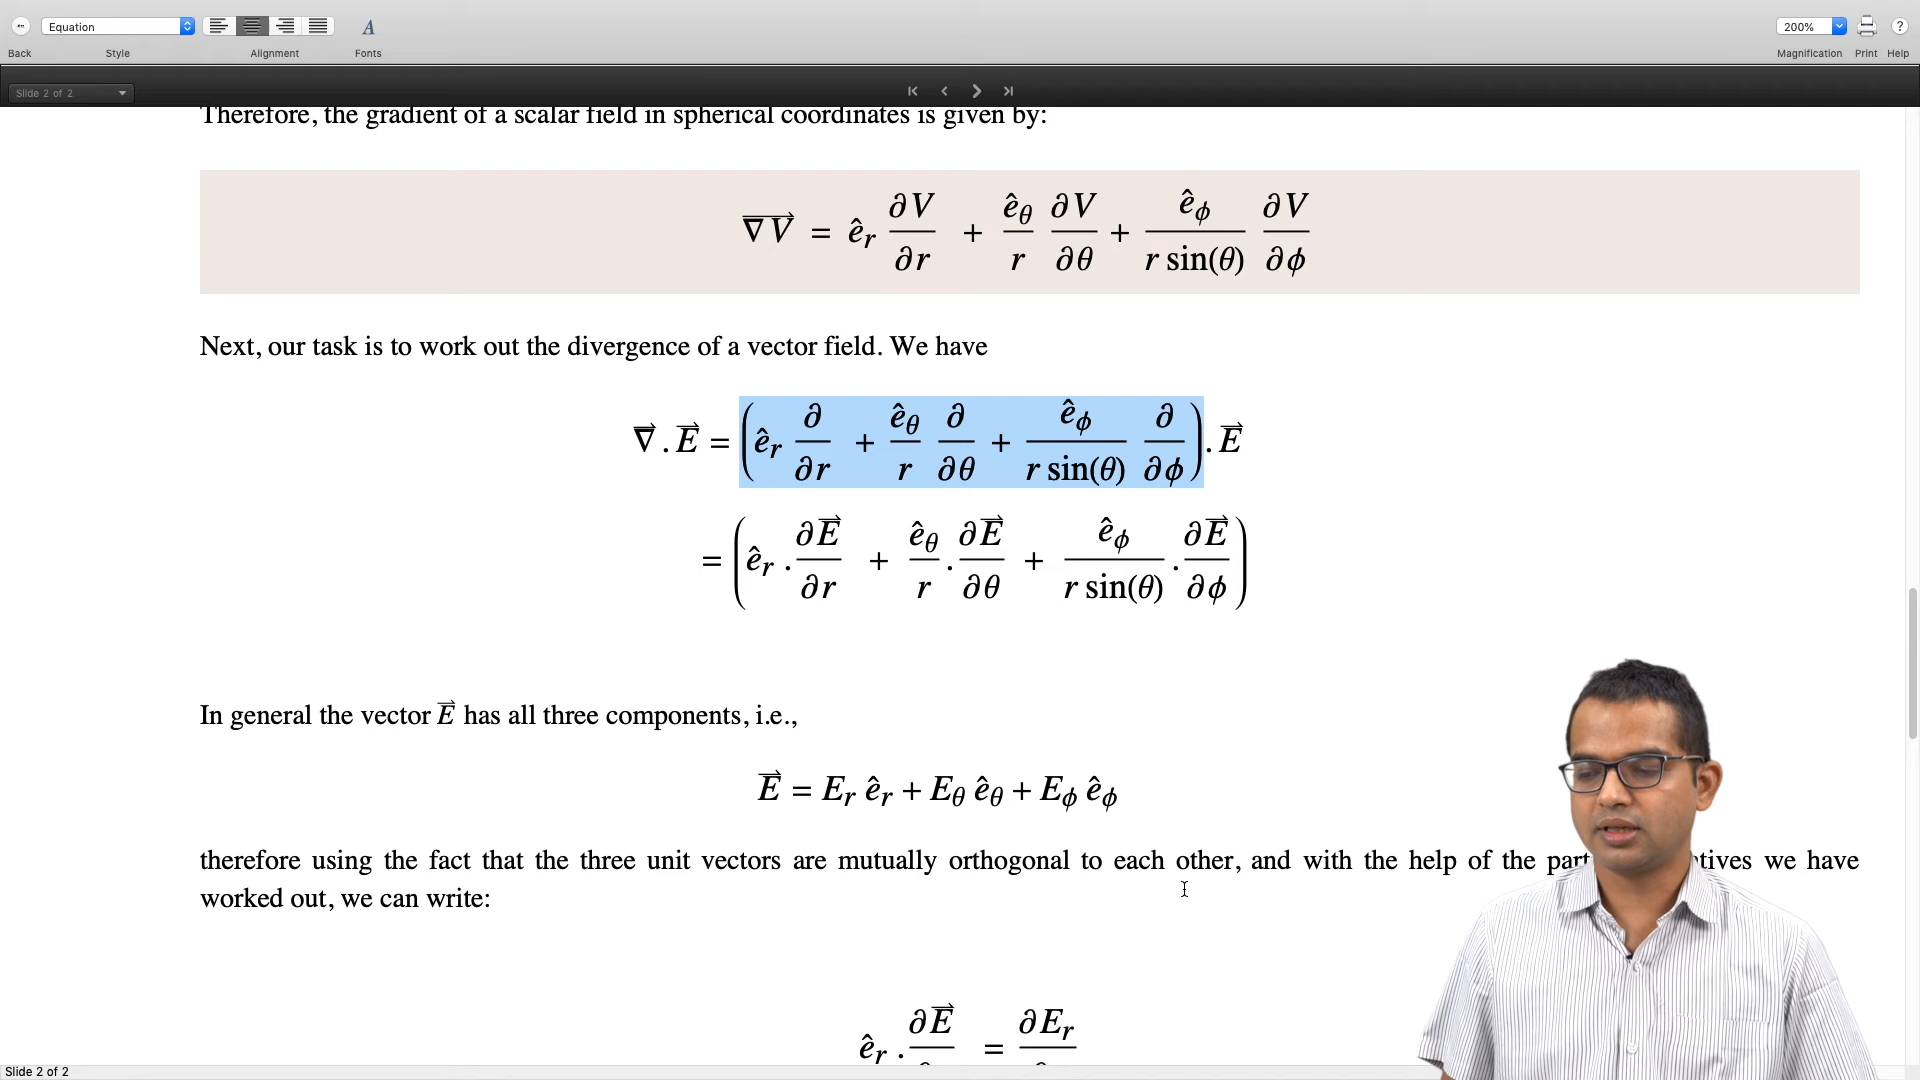 Equation
200%
Back
Style
Alignment
Fonts
Magnification
Print
Help
Slide 2 of 2
Therefore, the gradient of a scalar field in spherical coordinates is given by:
∇V⃗ = ê_r ∂V/∂r + ê_θ/r ∂V/∂θ + ê_ϕ/(r sin(θ)) ∂V/∂ϕ
Next, our task is to work out the divergence of a vector field. We have
∇⃗ . E⃗ = (ê_r ∂/∂r + ê_θ/r ∂/∂θ + ê_ϕ/(r sin(θ)) ∂/∂ϕ) . E⃗
= (ê_r . ∂E⃗/∂r + ê_θ/r . ∂E⃗/∂θ + ê_ϕ/(r sin(θ)) . ∂E⃗/∂ϕ)
In general the vector E⃗ has all three components, i.e.,
E⃗ = E_r ê_r + E_θ ê_θ + E_ϕ ê_ϕ
therefore using the fact that the three unit vectors are mutually orthogonal to each other, and with the help of the we have
worked out, we can write:
ê_r . ∂E⃗ = ∂E_r
Slide 2 of 2